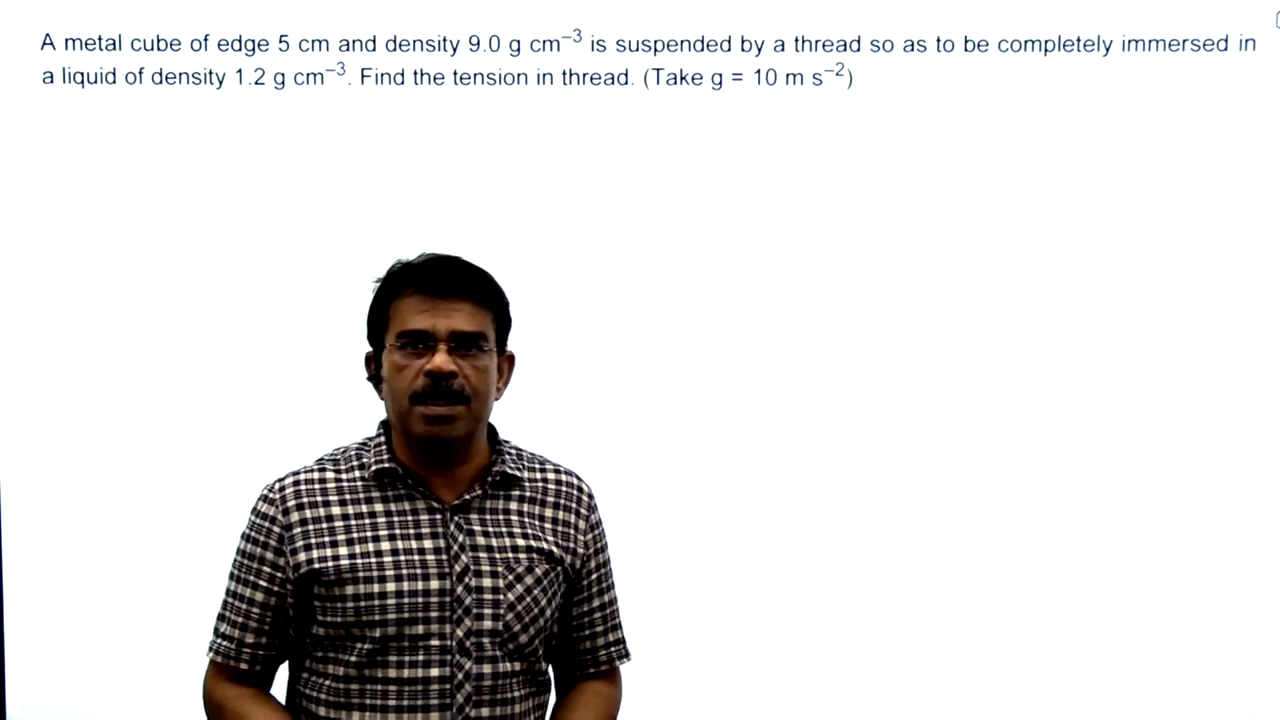 A metal cube of edge 5 cm and density 9.0 g cm⁻³ is suspended by a thread so as to be completely immersed in
a liquid of density 1.2 g cm⁻³. Find the tension in thread. (Take g = 10 m s⁻²)